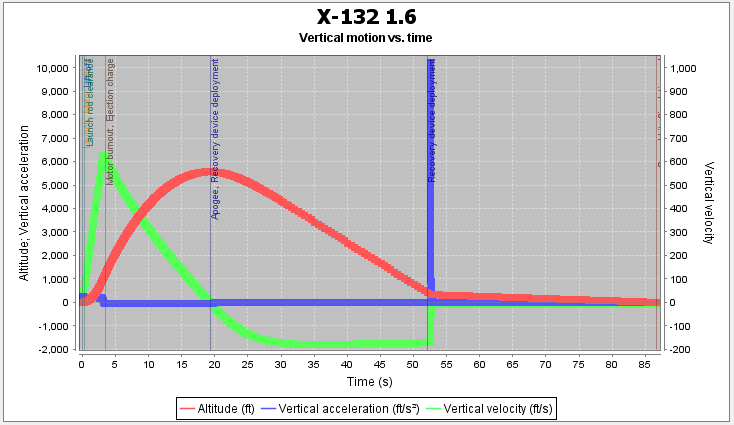 X-132 1.6
Vertical motion vs. time
Altitude; Vertical acceleration
10,000
9,000
8,000
7,000
6,000
5,000
4,000
3,000
2,000
1,000
0
-1,000
-2,000
Launch rod clearance
Motor burnout, Ejection charge
Apogee, Recovery device deployment
Recovery device deployment
1,000
900
800
700
600
500
400
300
200
100
0
-100
-200
Vertical velocity
0 5 10 15 20 25 30 35 40 45 50 55 60 65 70 75 80 85
Time (s)
Altitude (ft) Vertical acceleration (ft/s²) Vertical velocity (ft/s)